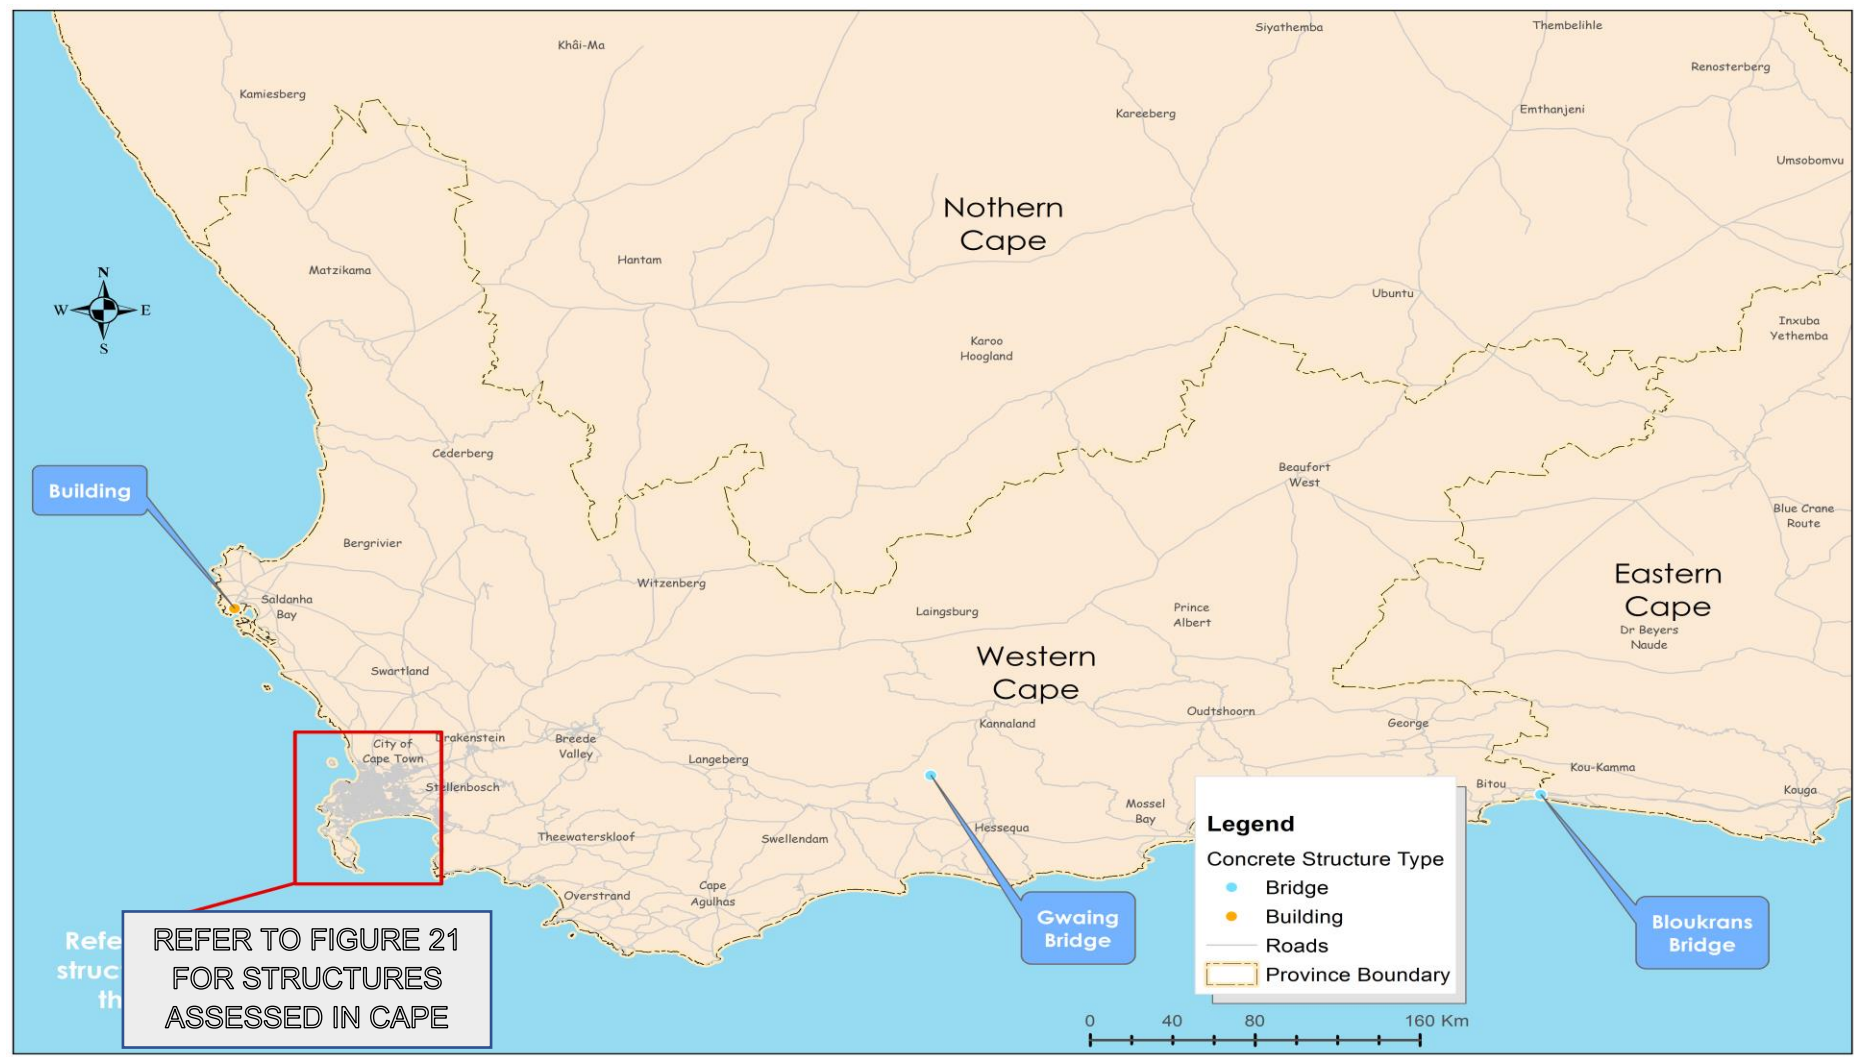 Siyathemba
Thembelihle
Khâi-Ma
Renosterberg
Kamiesberg
Kareeberg
Emthanjeni
Umsobomvu
Nothern
Cape
Hantam
Matzikama
N
W
E
S
Ubuntu
Inxuba
Yethemba
Karoo
Hoogland
Cederberg
Beaufort
West
Building
Blue Crane
Route
Bergrivier
Witzenberg
Eastern
Cape
Saldanha
Bay
Laingsburg
Prince
Albert
Dr Beyers
Naude
Western
Cape
Swartland
Oudtshoorn
Kannaland
George
City of
Cape Town
Drakenstein
Breede
Valley
Langeberg
Kou-Kamma
Stellenbosch
Bitou
Kouga
Mossel
Bay
Hessequa
Theewaterskloof
Swellendam
Overstrand
Cape
Agulhas
Legend
Concrete Structure Type
Bridge
Building
Roads
Province Boundary
Gwaing
Bridge
Bloukrans
Bridge
Refe
struc
th
REFER TO FIGURE 21
FOR STRUCTURES
ASSESSED IN CAPE
0 40 80 160 Km